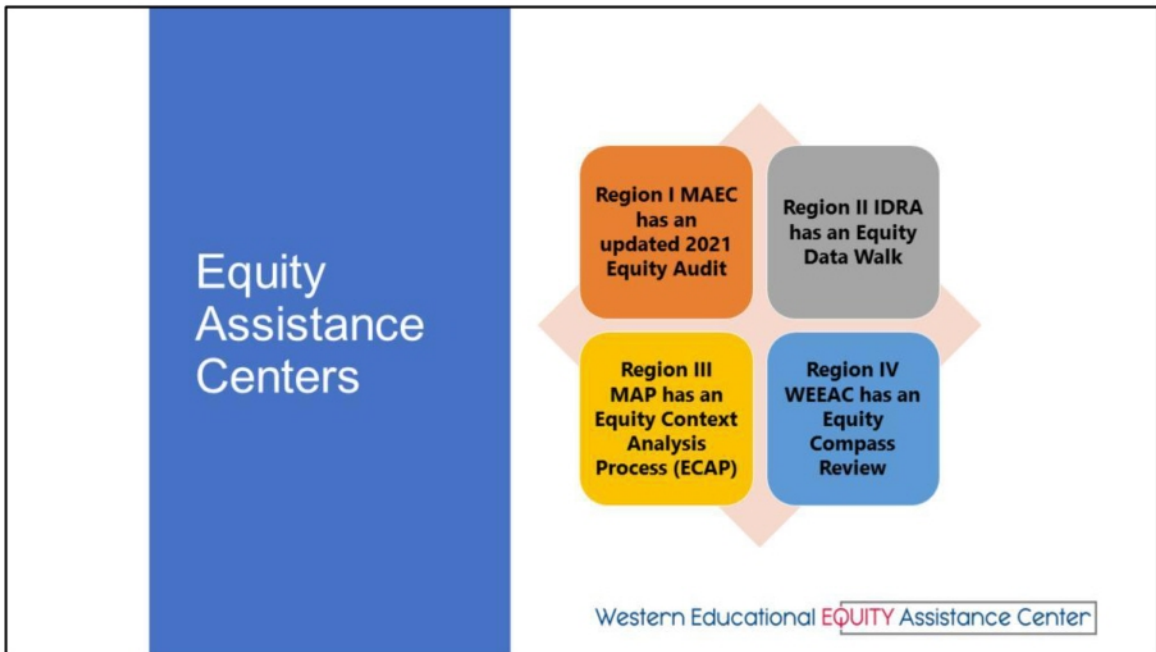 Equity
Assistance
Centers
Region I MAEC
has an
updated 2021
Equity Audit
Region II IDRA
has an Equity
Data Walk
Region III
MAP has an
Equity Context
Analysis
Process (ECAP)
Region IV
WEEAC has an
Equity
Compass
Review
Western Educational EQUITY Assistance Center